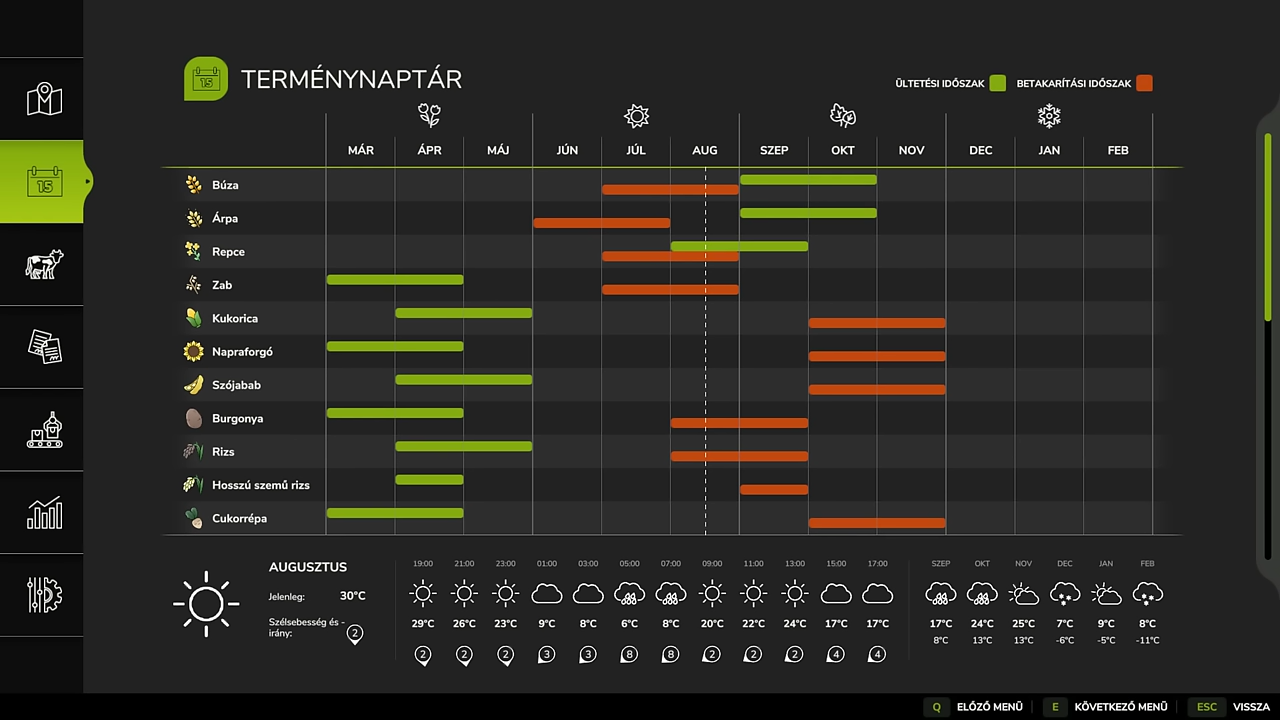 15
TERMÉNYNAPTÁR
ÜLTETÉSI IDŐSZAK
BETAKARÍTÁSI IDŐSZAK
MÁR ÁPR MÁJ JÚN JÚL AUG SZEP OKT NOV DEC JAN FEB
15
Búza
Árpa
Repce
Zab
Kukorica
Napraforgó
Szójabab
Burgonya
Rizs
Hosszú szemű rizs
Cukorrépa
AUGUSZTUS
Jelenleg: 30°C
Szélsebesség és -
irány: 2
19:00 21:00 23:00 01:00 03:00 05:00 07:00 09:00 11:00 13:00 15:00 17:00
29°C 26°C 23°C 9°C 8°C 6°C 8°C 20°C 22°C 24°C 17°C 17°C
2 2 2 3 3 8 8 2 2 2 4 4
SZEP OKT NOV DEC JAN FEB
17°C 24°C 25°C 7°C 9°C 8°C
8°C 13°C 13°C -6°C -5°C -11°C
Q ELŐZŐ MENÜ E KÖVETKEZŐ MENÜ ESC VISSZA